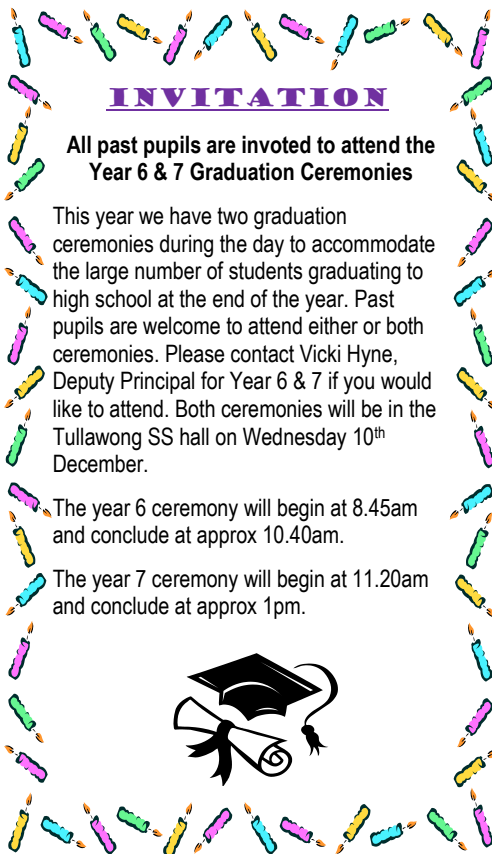 INVITATION
All past pupils are invoted to attend the
Year 6 & 7 Graduation Ceremonies
This year we have two graduation
ceremonies during the day to accommodate
the large number of students graduating to
high school at the end of the year. Past
pupils are welcome to attend either or both
ceremonies. Please contact Vicki Hyne,
Deputy Principal for Year 6 & 7 if you would
like to attend. Both ceremonies will be in the
Tullawong SS hall on Wednesday 10th
December.
The year 6 ceremony will begin at 8.45am
and conclude at approx 10.40am.
The year 7 ceremony will begin at 11.20am
and conclude at approx 1pm.